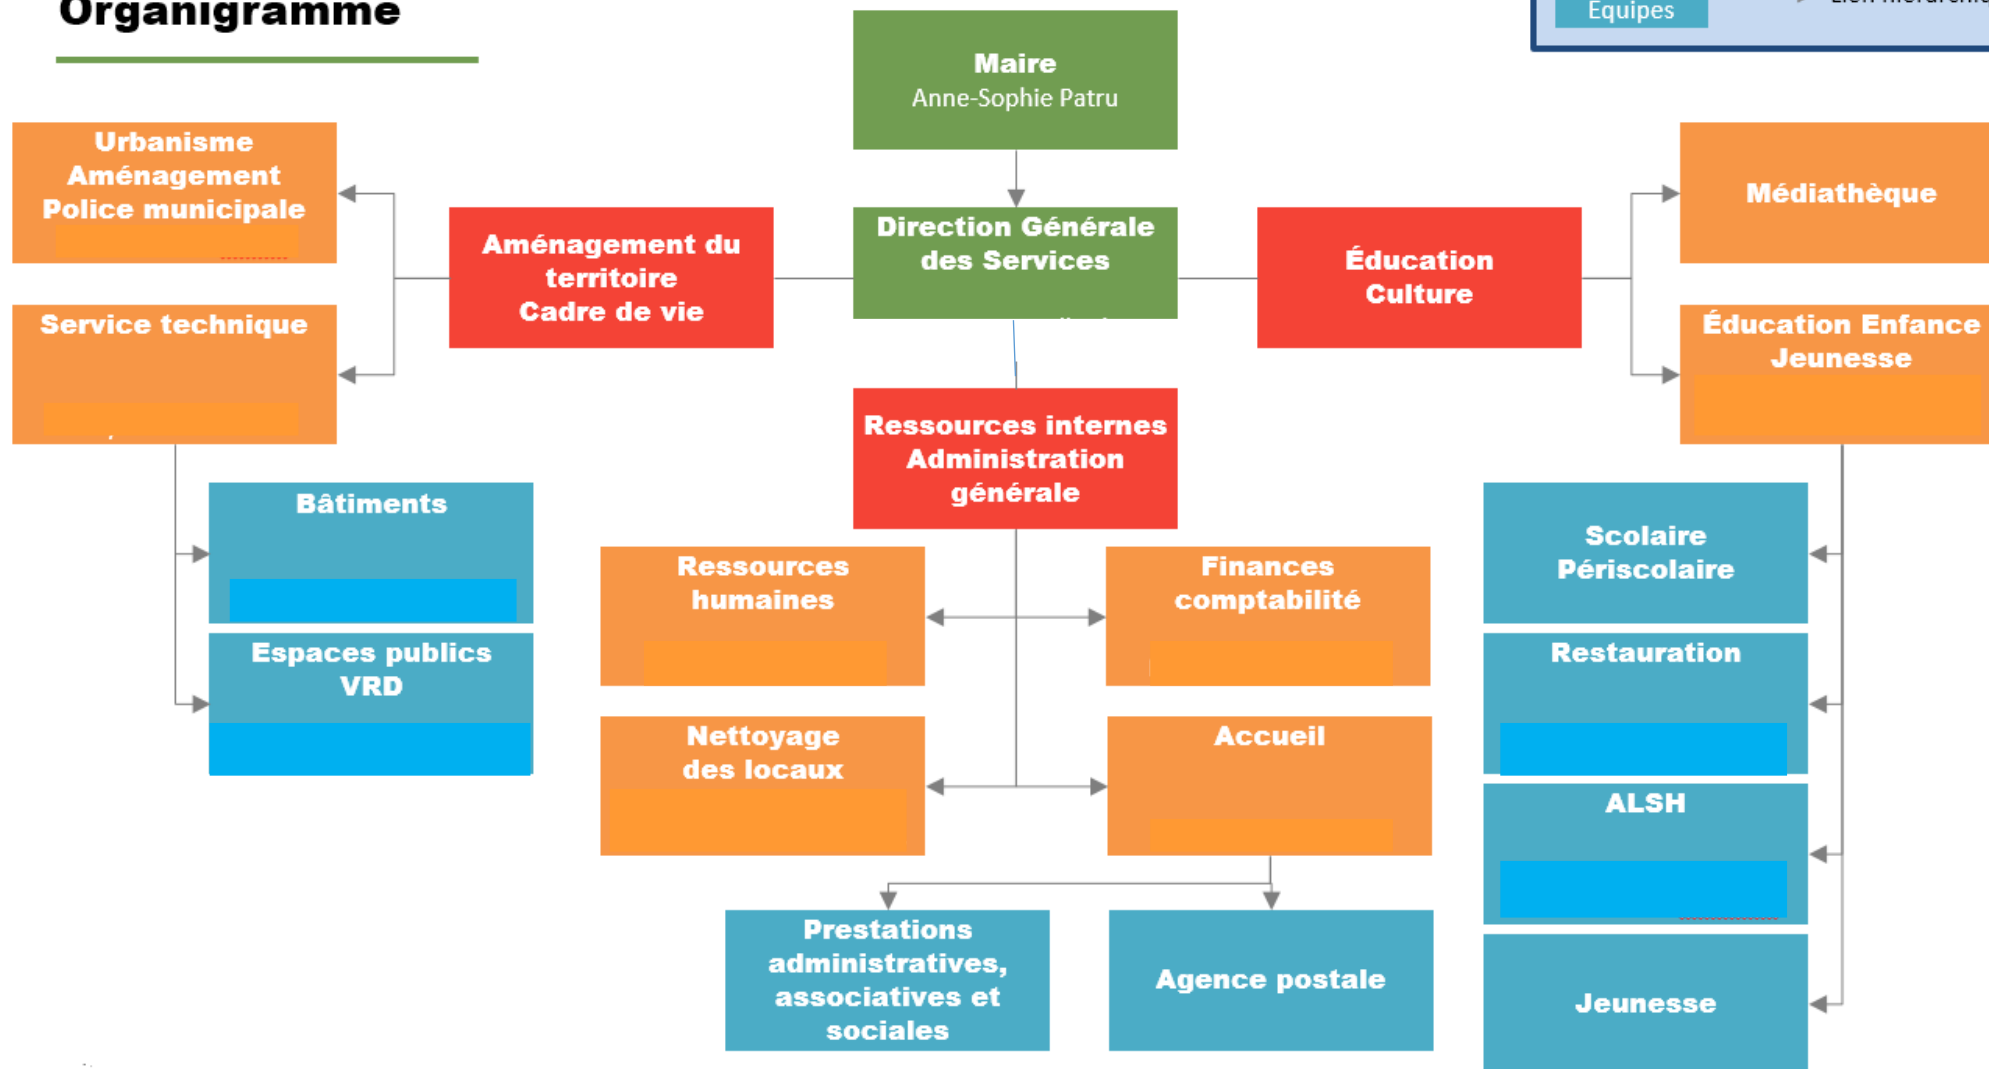 Organigramme
Equipes
Maire
Anne-Sophie Patru
Urbanisme
Aménagement
Police municipale
Médiathèque
Aménagement du
territoire
Cadre de vie
Direction Générale
des Services
Éducation
Culture
Service technique
Éducation Enfance
Jeunesse
Ressources internes
Administration
générale
Bâtiments
Scolaire
Périscolaire
Ressources
humaines
Finances
comptabilité
Espaces publics
VRD
Restauration
Nettoyage
des locaux
Accueil
ALSH
Prestations
administratives,
associatives et
sociales
Agence postale
Jeunesse